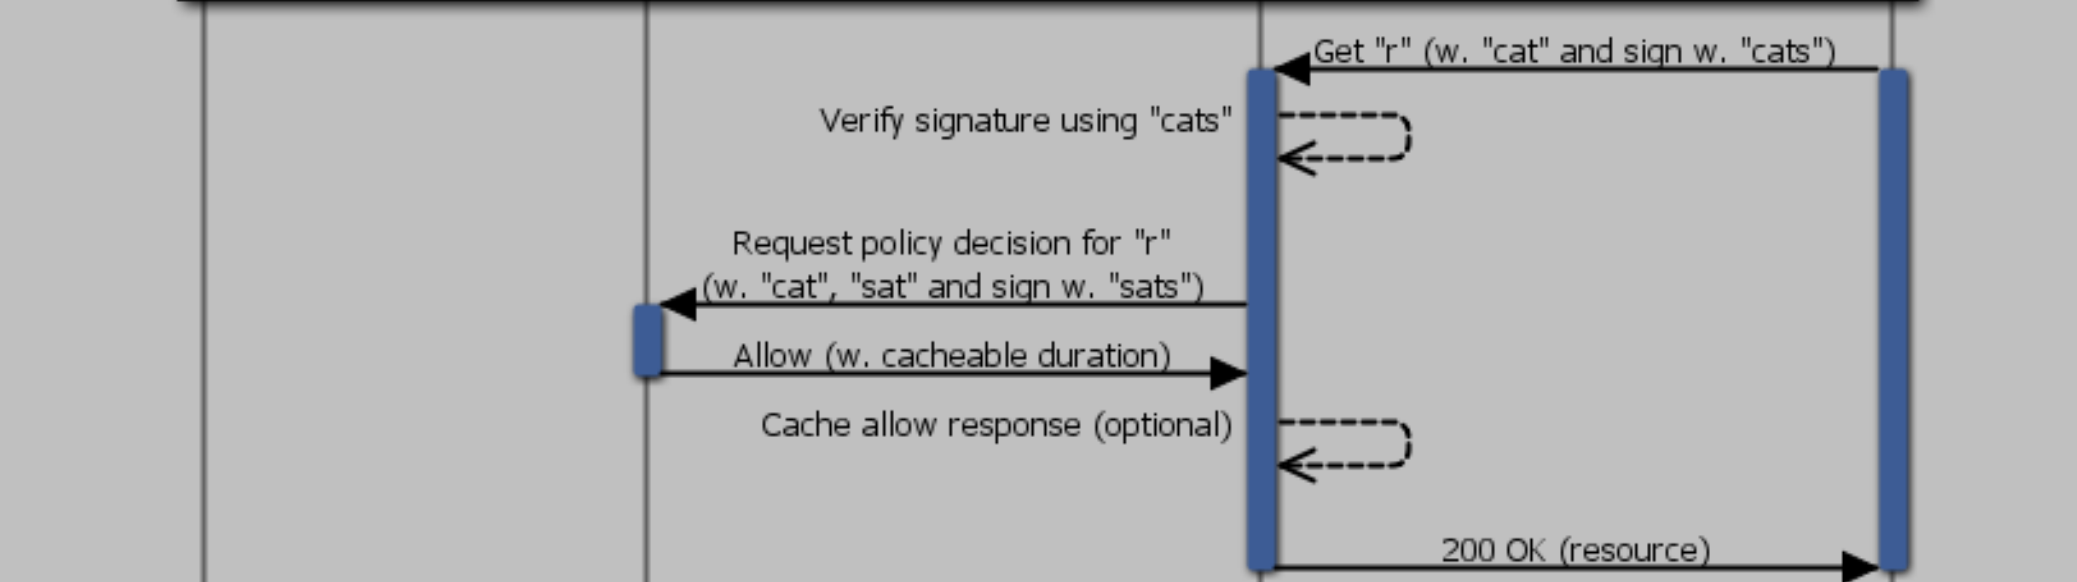 Get "r" (w. "cat" and sign w. "cats")
Verify signature using "cats"
Request policy decision for "r"
(w. "cat", "sat" and sign w. "sats")
Allow (w. cacheable duration)
Cache allow response (optional)
200 OK (resource)